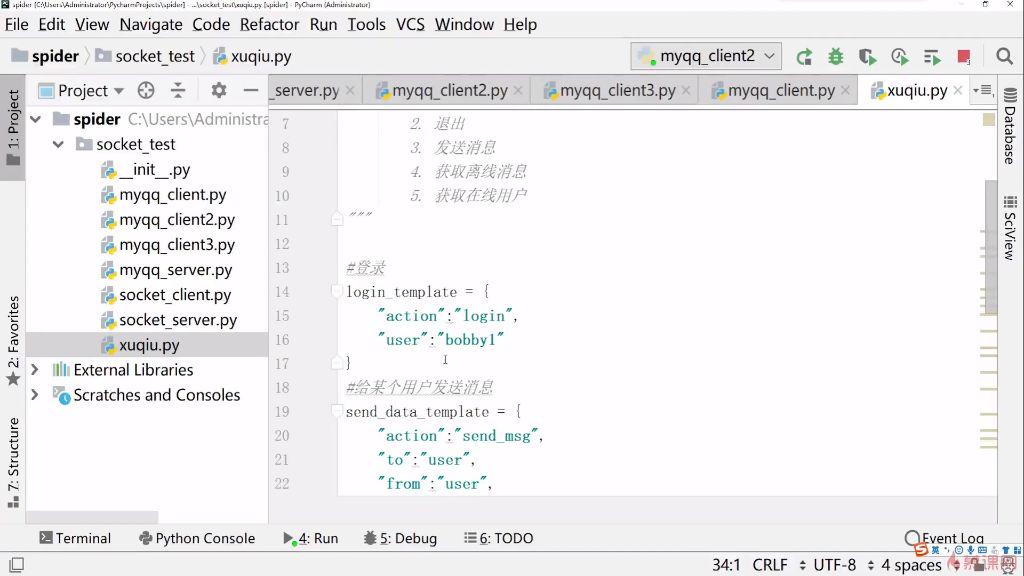 spider [C:\Users\Administrator\PycharmProjects\spider] - ...\socket_test\xuqiu.py [spider] - PyCharm (Administrator)
File Edit View Navigate Code Refactor Run Tools VCS Window Help
spider socket_test xuqiu.py myqq_client2
1: Project
Project
_server.py myqq_client2.py myqq_client3.py myqq_client.py xuqiu.py
spider C:\Users\Administra
socket_test
__init__.py
myqq_client.py
myqq_client2.py
myqq_client3.py
myqq_server.py
socket_client.py
socket_server.py
xuqiu.py
External Libraries
Scratches and Consoles
7 2. 退出
8 3. 发送消息
9 4. 获取离线消息
10 5. 获取在线用户
11 """
12
13 #登录
14 login_template = {
15 "action":"login",
16 "user":"bobby1"
17 }
18 #给某个用户发送消息
19 send_data_template = {
20 "action":"send_msg",
21 "to":"user",
22 "from":"user",
Database
SciView
2: Favorites
7: Structure
Terminal Python Console 4: Run 5: Debug 6: TODO Event Log
34:1 CRLF UTF-8 4 spaces
英
慕课网